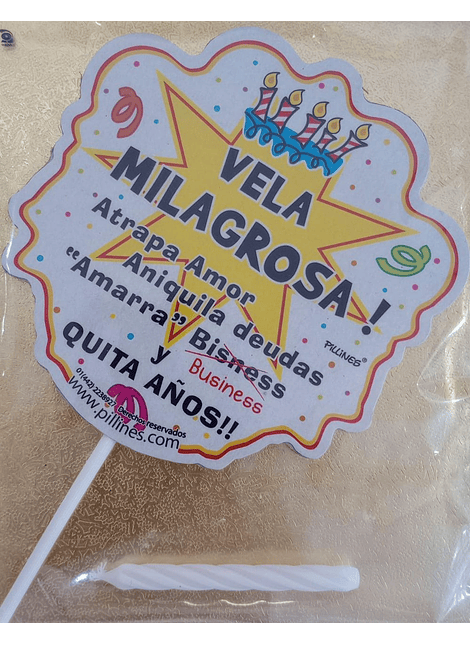 VELA
MILAGROSA!
Atrapa Amor
Aniquila deudas
"Amarra" Bisness
Business
y
QUITA AÑOS!!
PILLINES®
Derechos reservados
www.pillines.com